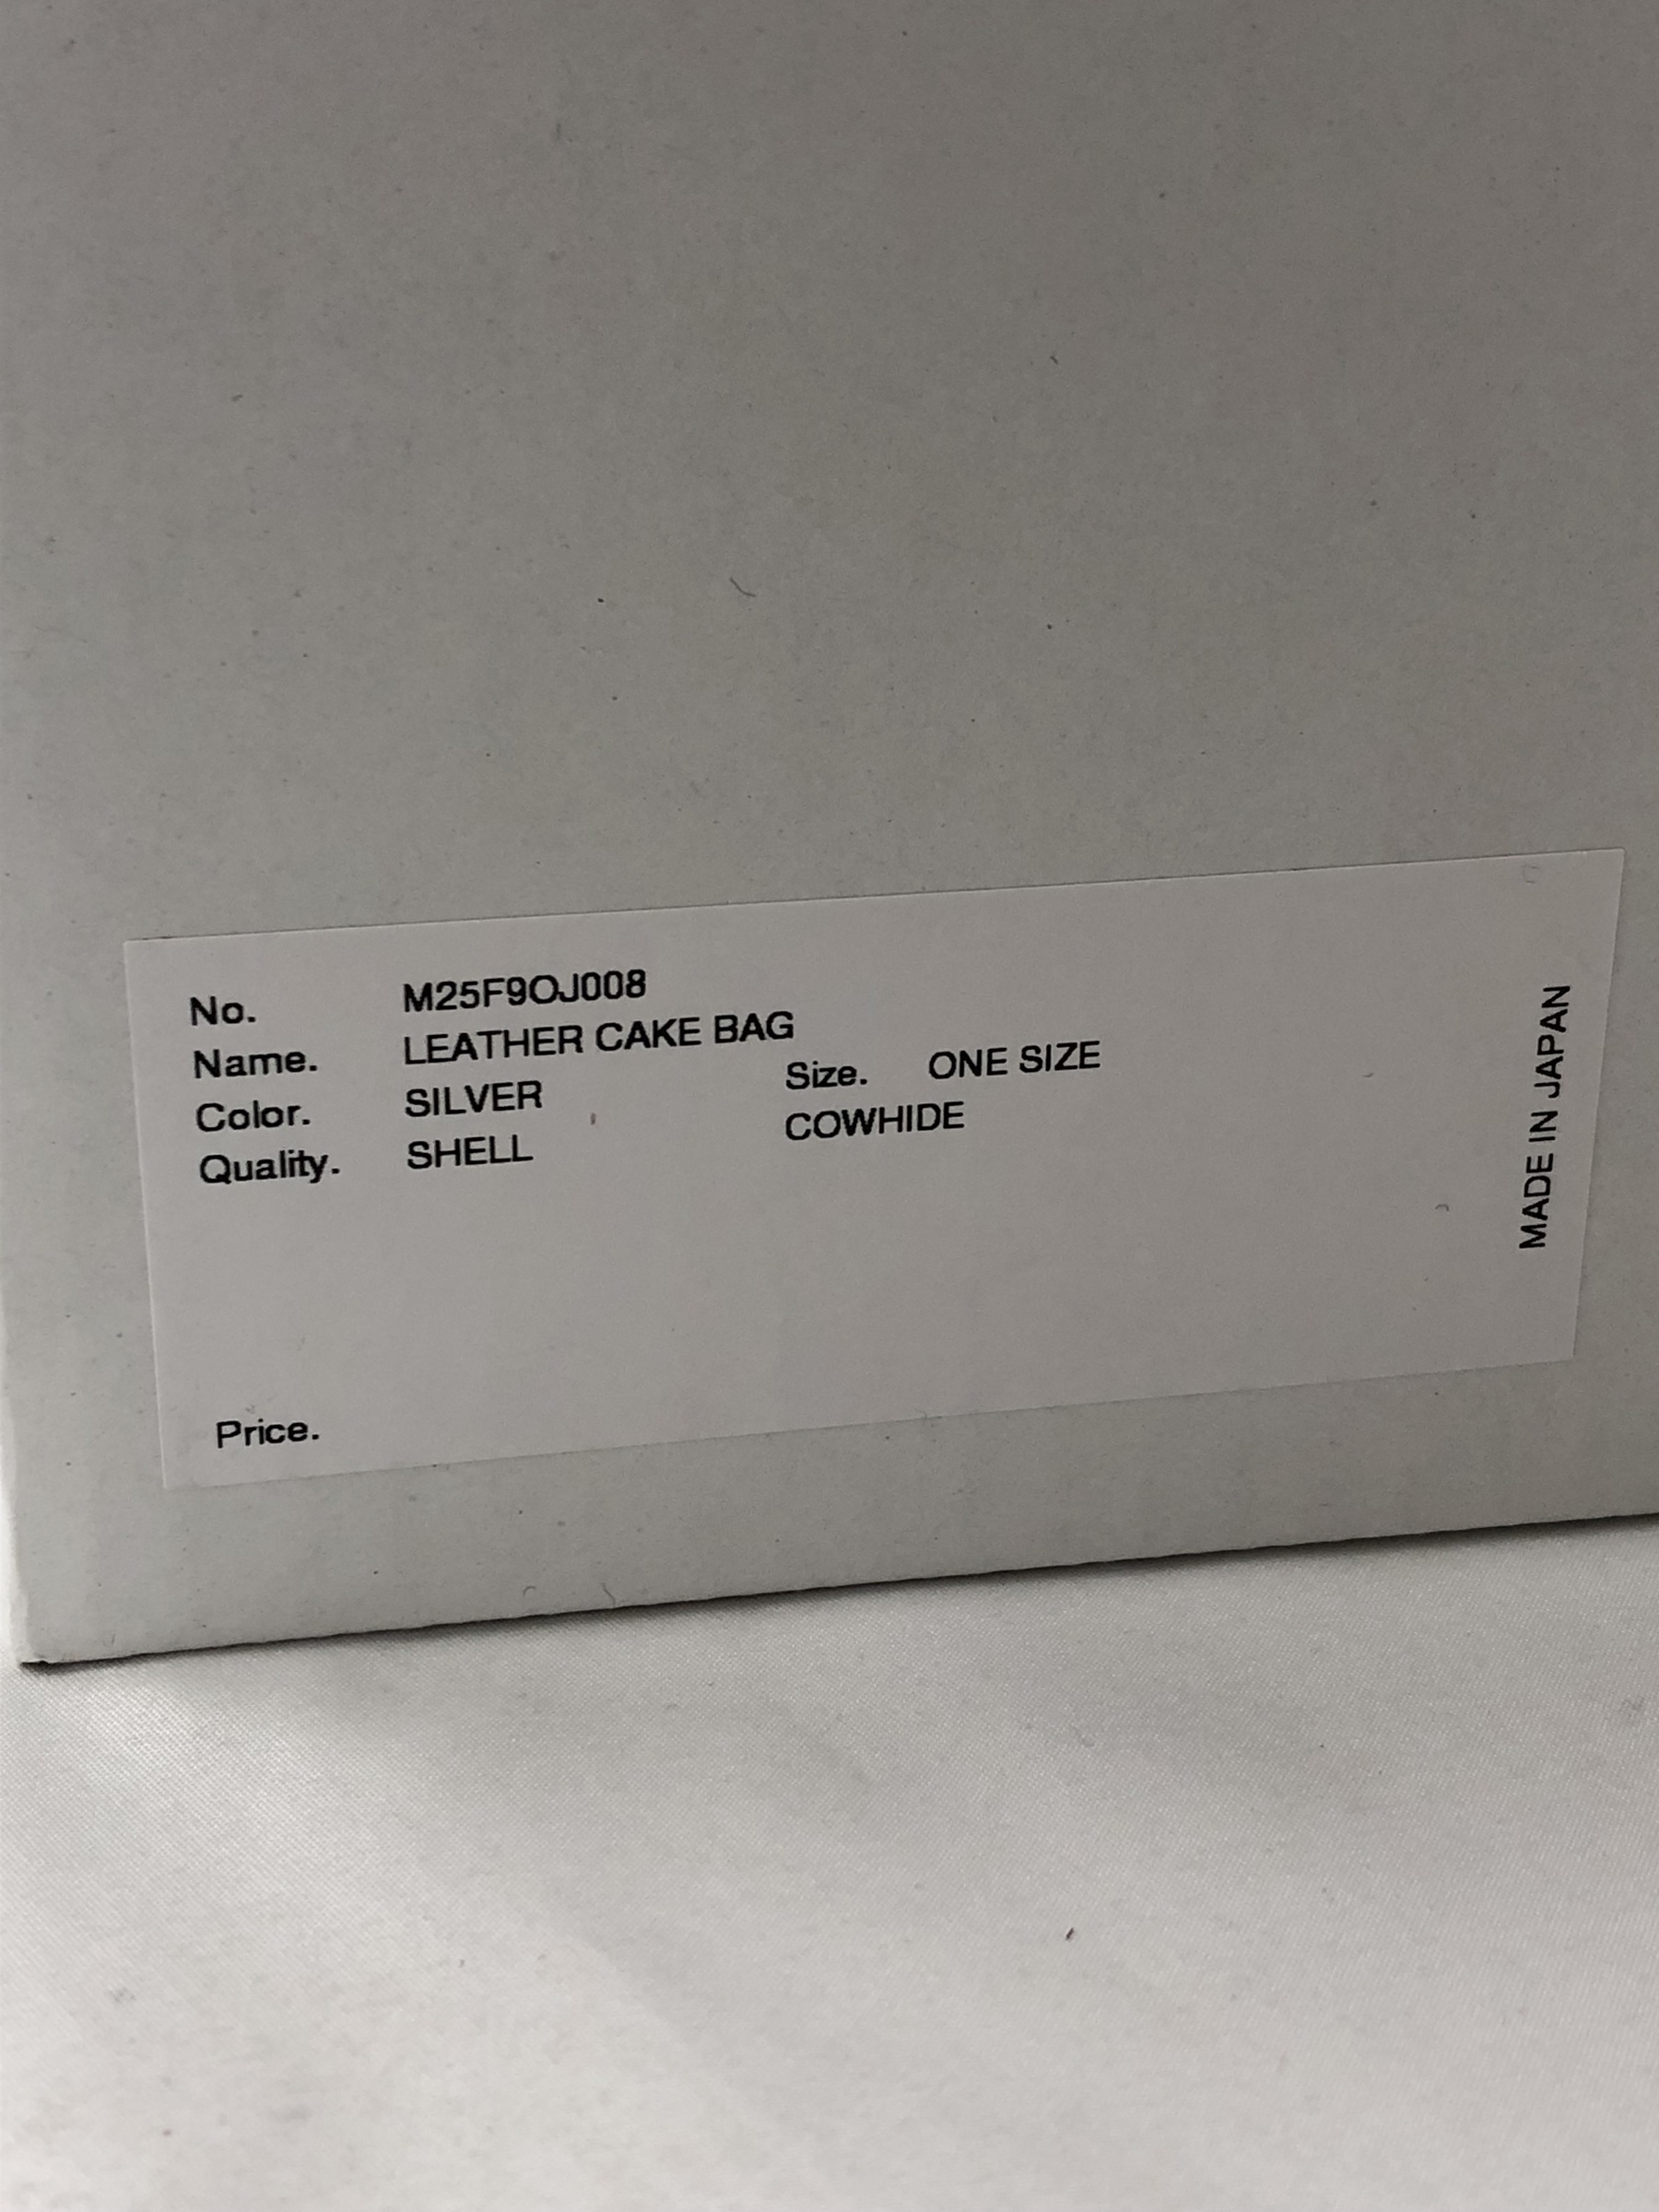 No. M25F9OJ008
Name. LEATHER CAKE BAG
Color. SILVER Size. ONE SIZE
Quality. SHELL COWHIDE
Price.
MADE IN JAPAN